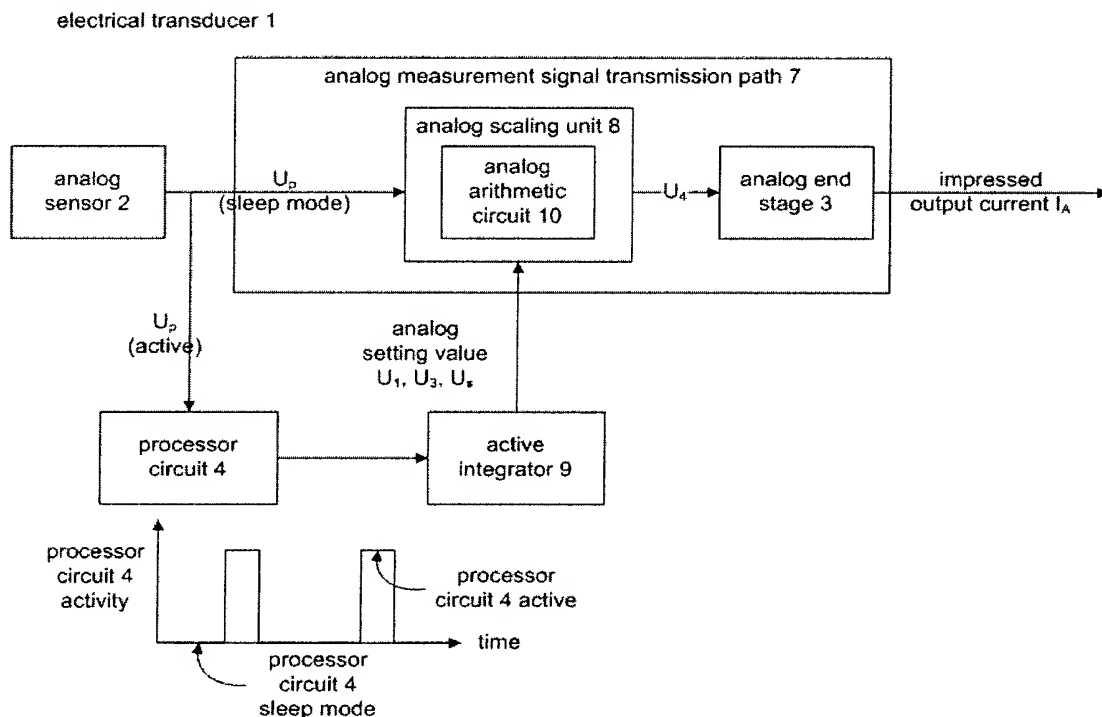 electrical transducer 1
analog measurement signal transmission path 7
analog scaling unit 8
analog
arithmetic
circuit 10
analog
sensor 2
Uₚ
(sleep mode)
U₄
analog end
stage 3
impressed
output current I_A
Uₚ
(active)
analog
setting value
U₁, U₃, Uₛ
processor
circuit 4
active
integrator 9
processor
circuit 4
activity
processor
circuit 4 active
time
processor
circuit 4
sleep mode